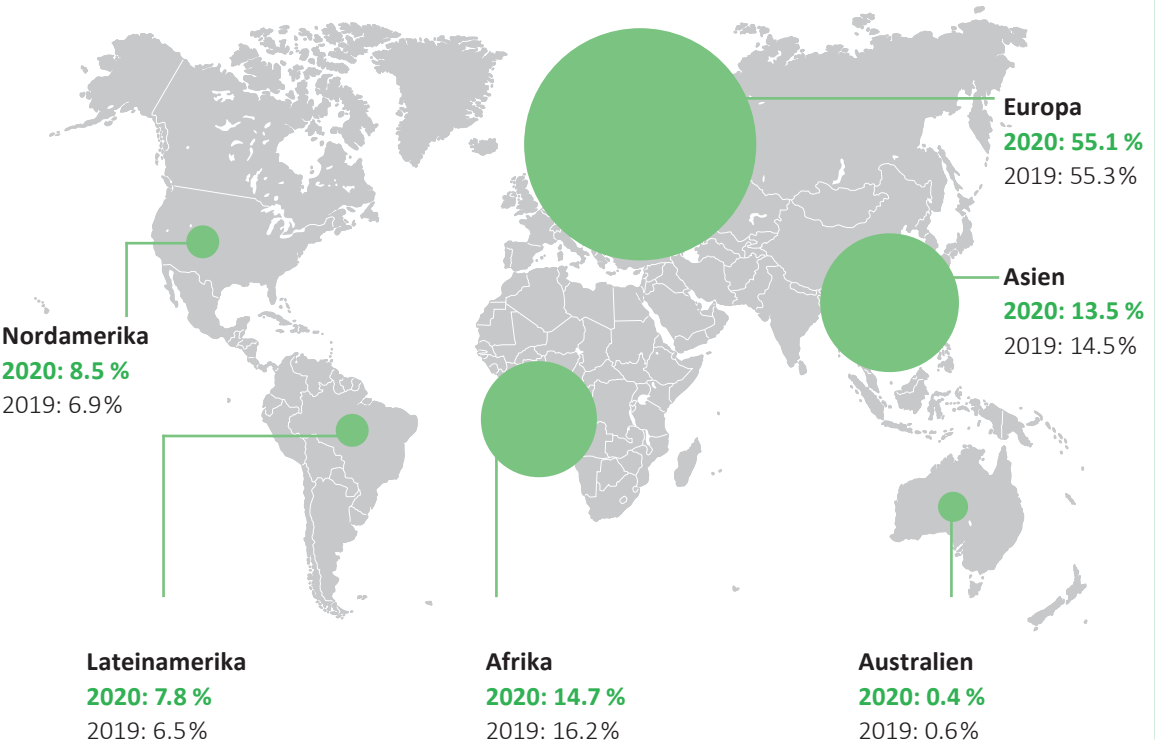 Europa
2020: 55.1 %
2019: 55.3%
Asien
2020: 13.5 %
2019: 14.5%
Nordamerika
2020: 8.5 %
2019: 6.9%
Lateinamerika
2020: 7.8 %
2019: 6.5%
Afrika
2020: 14.7 %
2019: 16.2%
Australien
2020: 0.4 %
2019: 0.6%